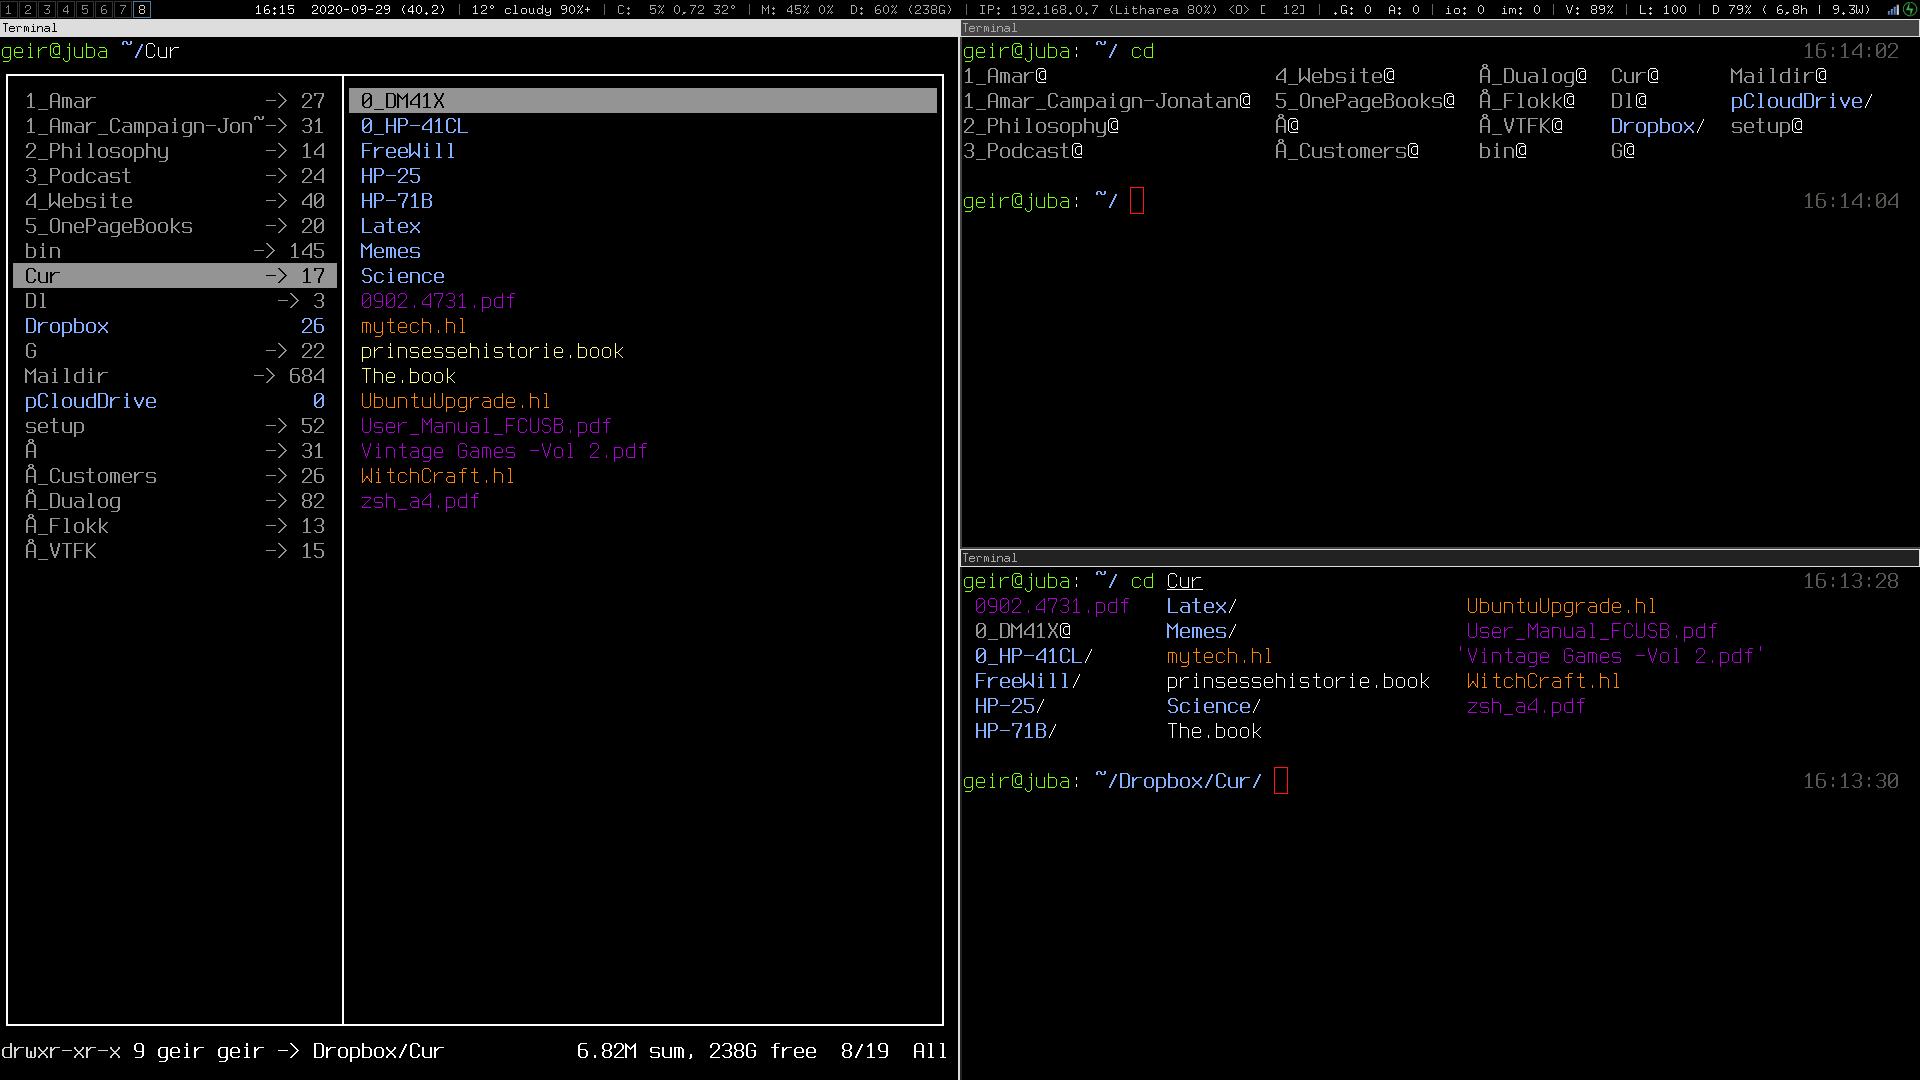 1 2 3 4 5 6 7 8 16:15 2020-09-29 (40.2) | 12° cloudy 90%+ | C: 5% 0,72 32° | M: 45% 0% D: 60% (238G) | IP: 192.168.0.7 (Litharea 80%) <0> [ 12] | .G: 0 A: 0 | io: 0 im: 0 | V: 89% | L: 100 | D 79% ( 6,8h | 9.3W)
Terminal
geir@juba ~/Cur
1_Amar -> 27
1_Amar_Campaign-Jon~-> 31
2_Philosophy -> 14
3_Podcast -> 24
4_Website -> 40
5_OnePageBooks -> 20
bin -> 145
Cur -> 17
Dl -> 3
Dropbox 26
G -> 22
Maildir -> 684
pCloudDrive 0
setup -> 52
Å -> 31
Å_Customers -> 26
Å_Dualog -> 82
Å_Flokk -> 13
Å_VTFK -> 15
0_DM41X
0_HP-41CL
FreeWill
HP-25
HP-71B
Latex
Memes
Science
0902.4731.pdf
mytech.hl
prinsessehistorie.book
The.book
UbuntuUpgrade.hl
User_Manual_FCUSB.pdf
Vintage Games -Vol 2.pdf
WitchCraft.hl
zsh_a4.pdf
drwxr-xr-x 9 geir geir -> Dropbox/Cur 6.82M sum, 238G free 8/19 All
Terminal
geir@juba: ~/ cd 16:14:02
1_Amar@ 4_Website@ Å_Dualog@ Cur@ Maildir@
1_Amar_Campaign-Jonatan@ 5_OnePageBooks@ Å_Flokk@ Dl@ pCloudDrive/
2_Philosophy@ Å@ Å_VTFK@ Dropbox/ setup@
3_Podcast@ Å_Customers@ bin@ G@
geir@juba: ~/ 16:14:04
Terminal
geir@juba: ~/ cd Cur 16:13:28
0902.4731.pdf Latex/ UbuntuUpgrade.hl
0_DM41X@ Memes/ User_Manual_FCUSB.pdf
0_HP-41CL/ mytech.hl 'Vintage Games -Vol 2.pdf'
FreeWill/ prinsessehistorie.book WitchCraft.hl
HP-25/ Science/ zsh_a4.pdf
HP-71B/ The.book
geir@juba: ~/Dropbox/Cur/ 16:13:30